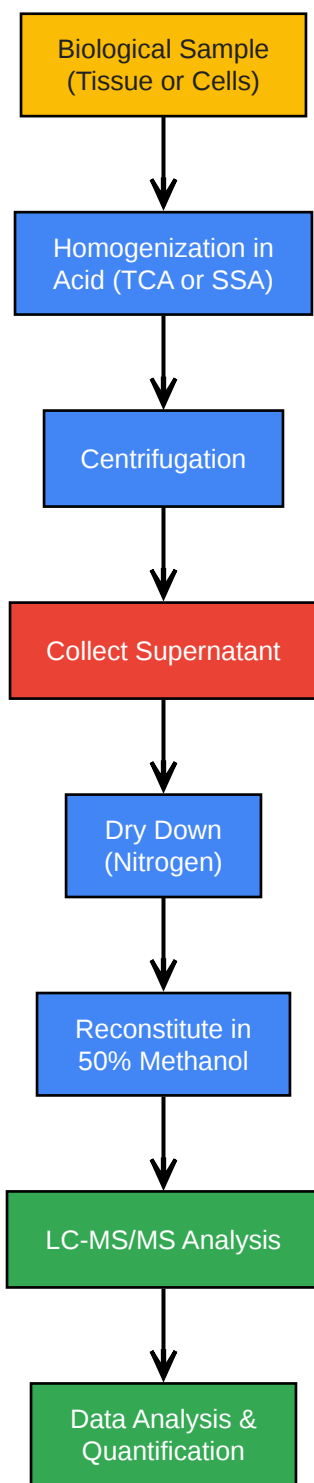 Biological Sample
(Tissue or Cells)
Homogenization in
Acid (TCA or SSA)
Centrifugation
Collect Supernatant
Dry Down
(Nitrogen)
Reconstitute in
50% Methanol
LC-MS/MS Analysis
Data Analysis &
Quantification